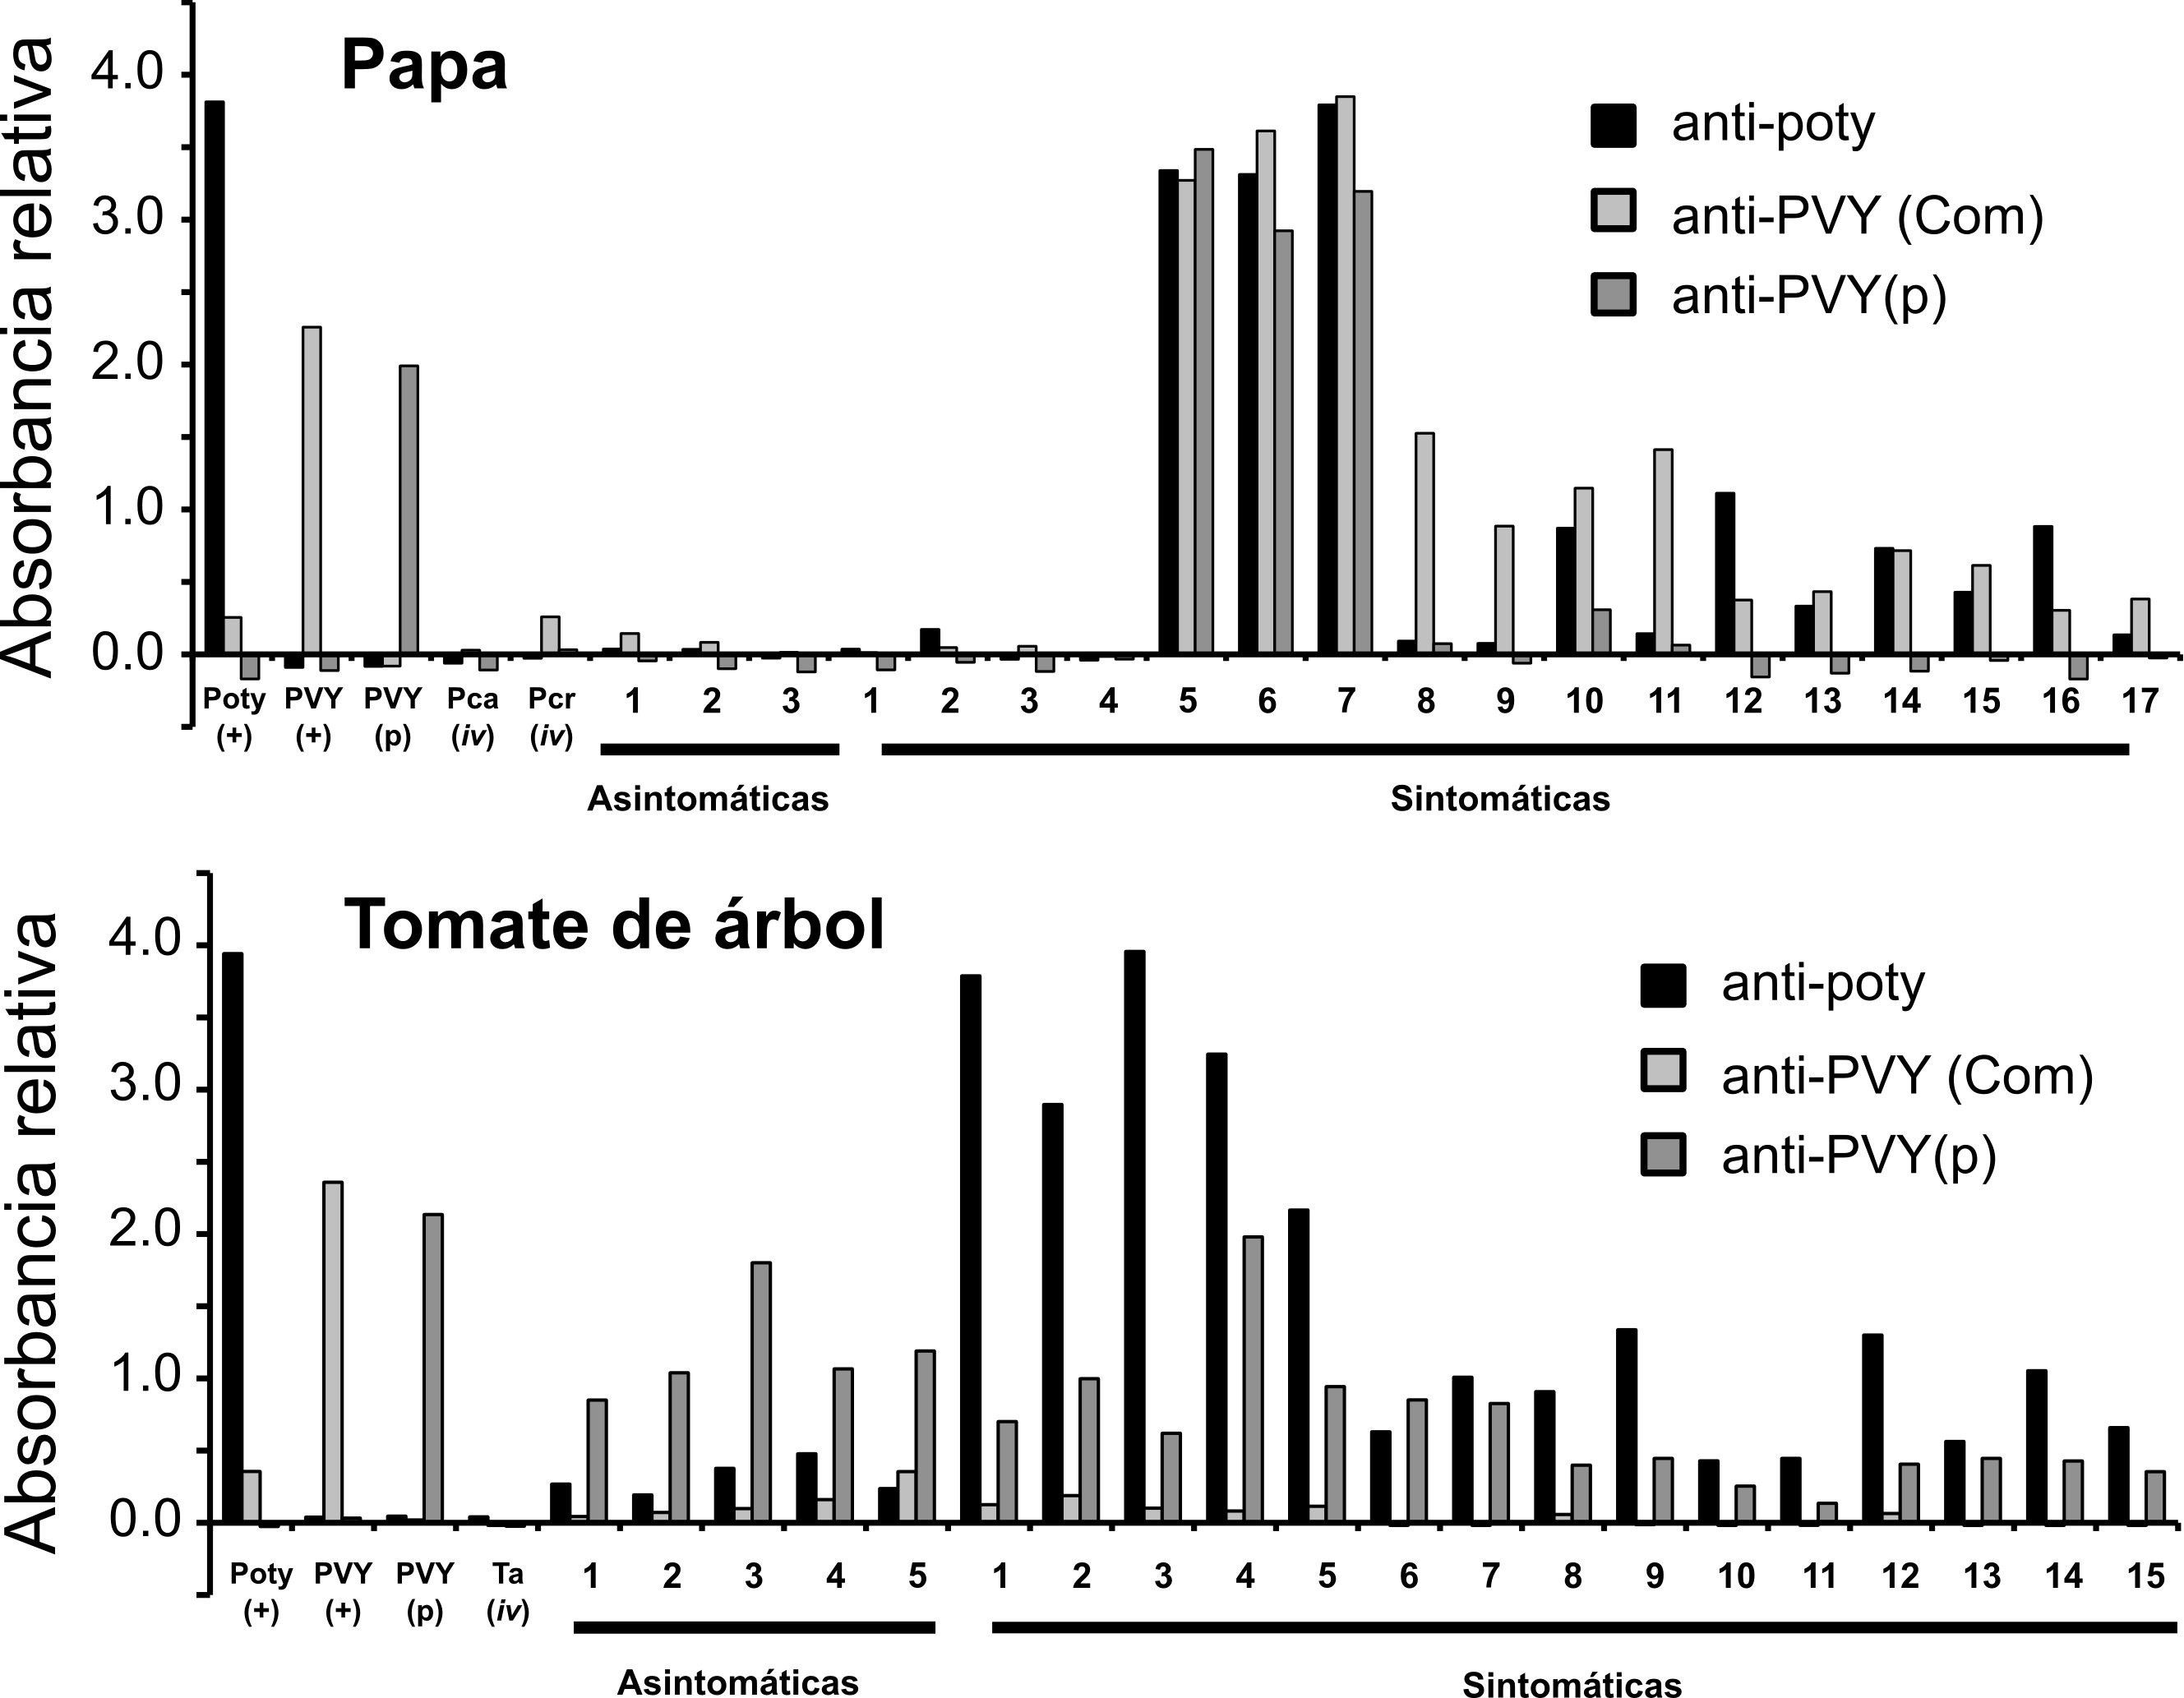 Papa
Absorbancia relativa
4.0
3.0
2.0
1.0
0.0
anti-poty
anti-PVY (Com)
anti-PVY(p)
Poty PVY PVY Pca Pcr 1 2 3 1 2 3 4 5 6 7 8 9 10 11 12 13 14 15 16 17
(+) (+) (p) (iv) (iv)
Asintomáticas Sintomáticas
Tomate de árbol
Absorbancia relativa
4.0
3.0
2.0
1.0
0.0
anti-poty
anti-PVY (Com)
anti-PVY(p)
Poty PVY PVY Ta 1 2 3 4 5 1 2 3 4 5 6 7 8 9 10 11 12 13 14 15
(+) (+) (p) (iv)
Asintomáticas Sintomáticas